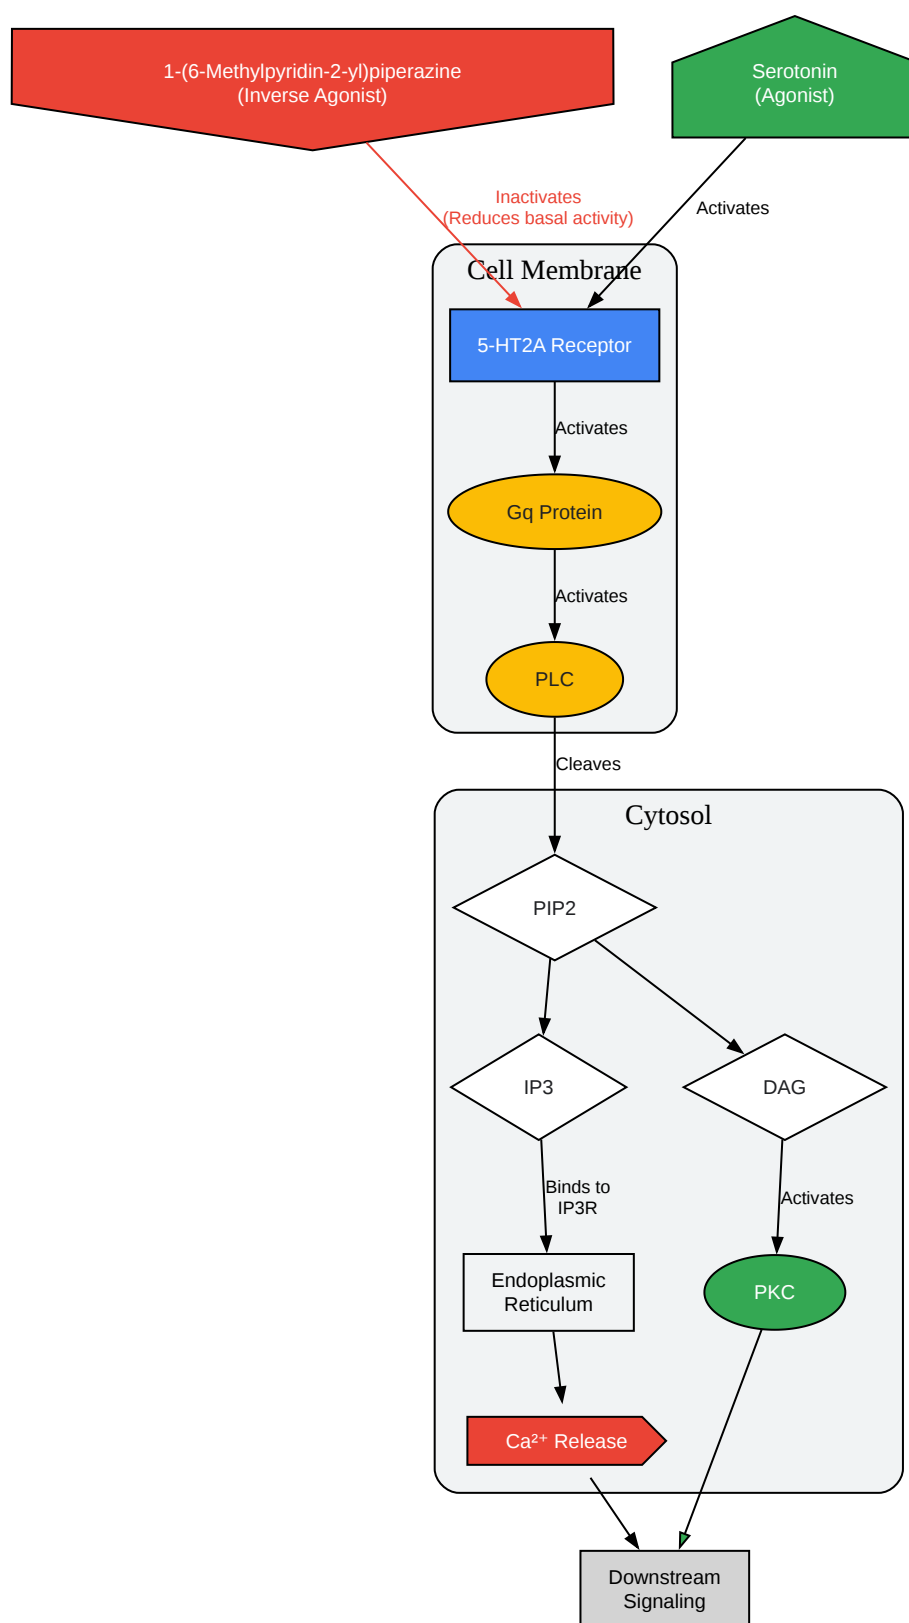 1-(6-Methylpyridin-2-yl)piperazine
(Inverse Agonist)
Serotonin
(Agonist)
Inactivates
(Reduces basal activity)
Activates
Cell Membrane
5-HT2A Receptor
Activates
Gq Protein
Activates
PLC
Cleaves
Cytosol
PIP2
IP3
DAG
Binds to
IP3R
Activates
Endoplasmic
Reticulum
PKC
Ca²⁺ Release
Downstream
Signaling